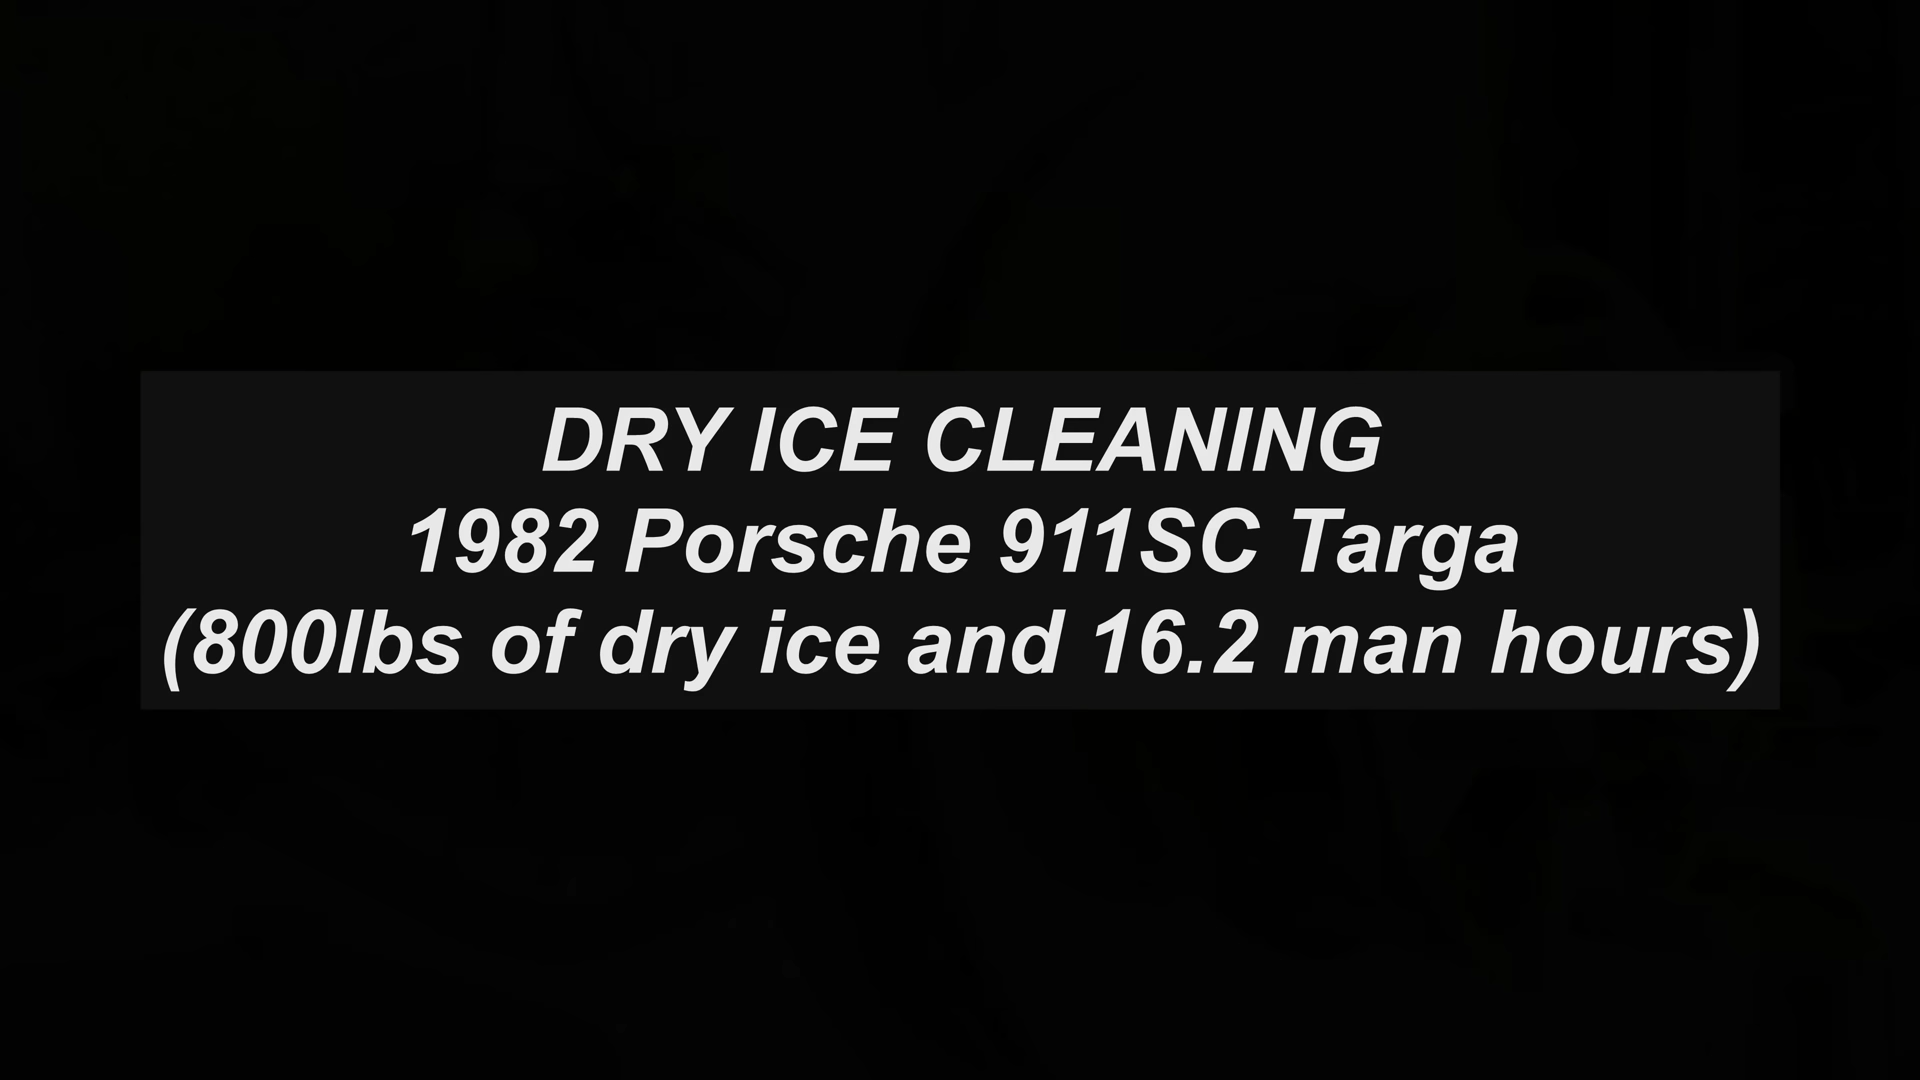 DRY ICE CLEANING
1982 Porsche 911SC Targa
(800lbs of dry ice and 16.2 man hours)